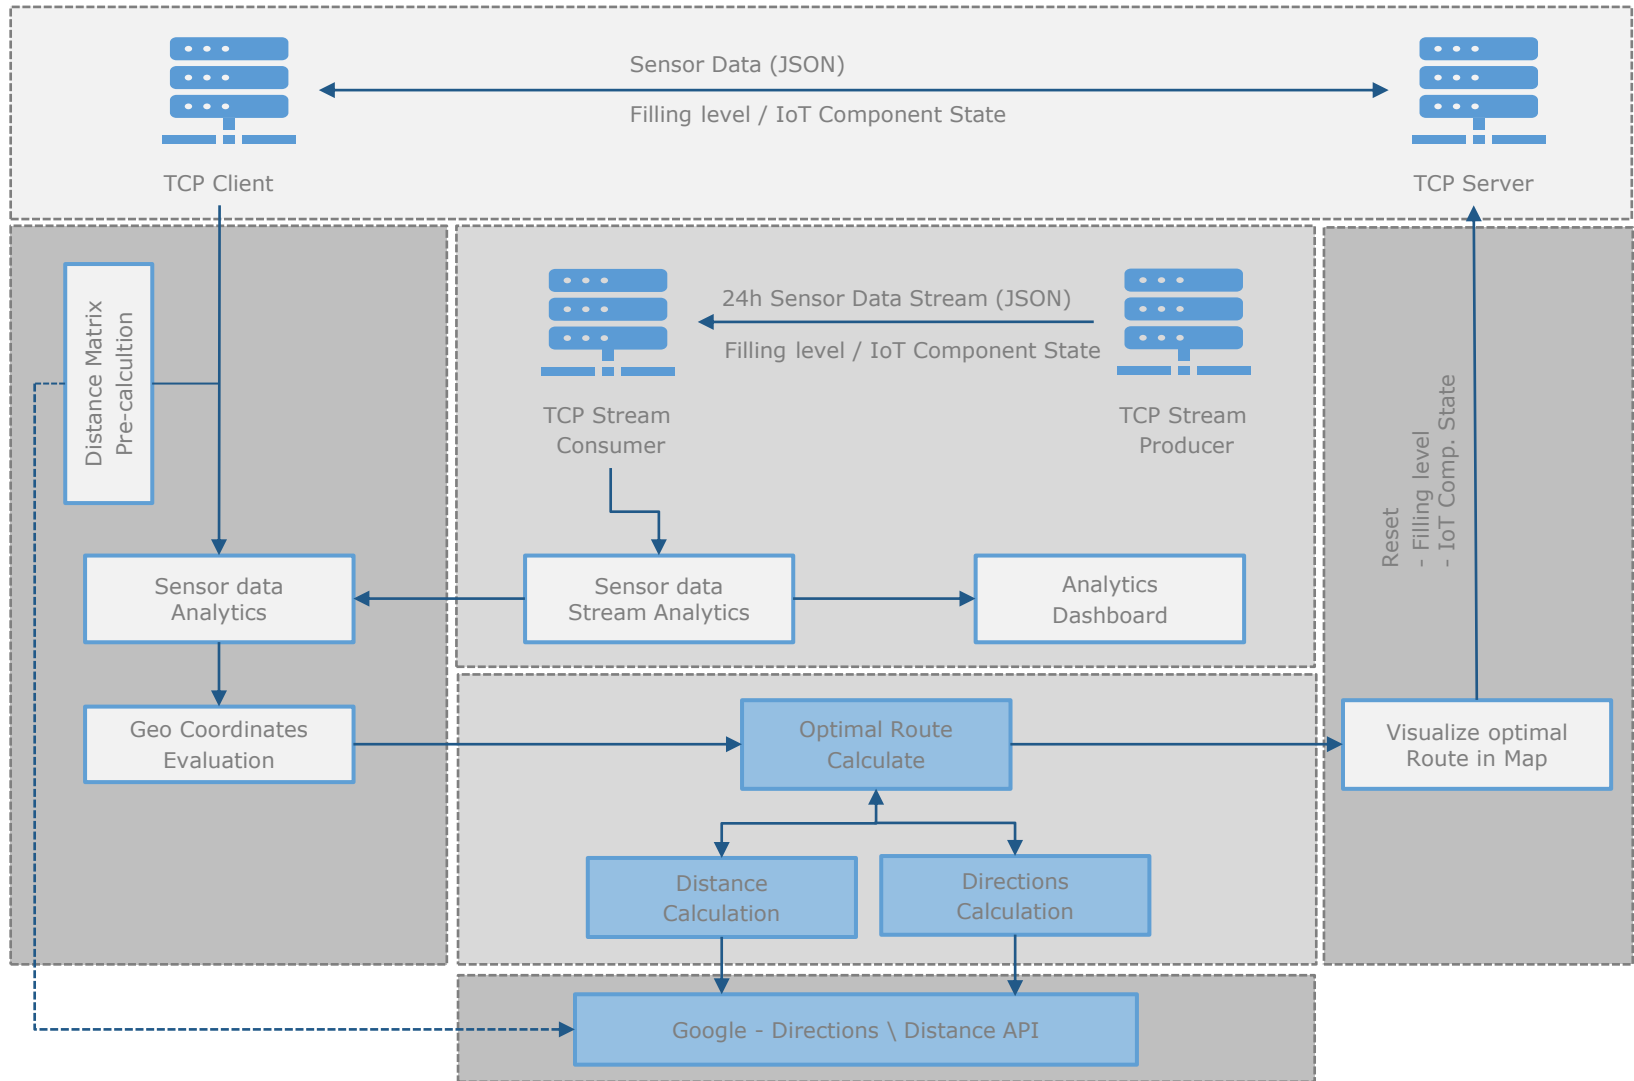 Sensor Data (JSON)
Filling level / IoT Component State
TCP Client
TCP Server
Distance Matrix
Pre-calcultion
24h Sensor Data Stream (JSON)
Filling level / IoT Component State
TCP Stream
Consumer
TCP Stream
Producer
Reset
- Filling level
- IoT Comp. State
Sensor data
Analytics
Sensor data
Stream Analytics
Analytics
Dashboard
Geo Coordinates
Evaluation
Optimal Route
Calculate
Visualize optimal
Route in Map
Distance
Calculation
Directions
Calculation
Google - Directions \ Distance API